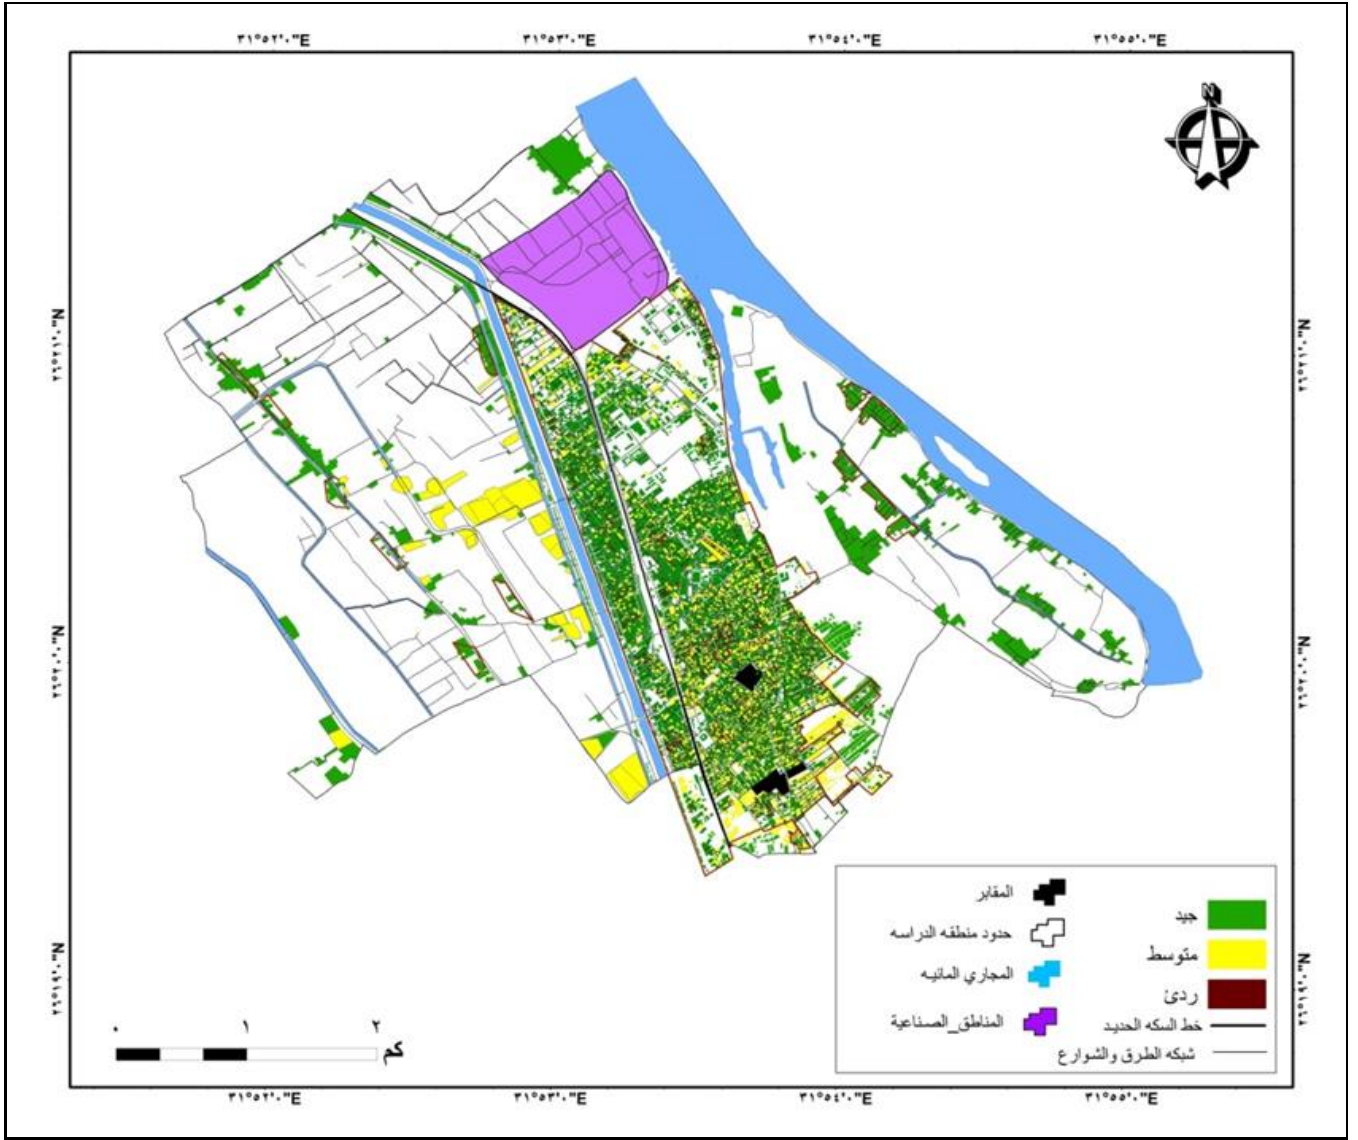 ٣١°٥٢'٠"E ٣١°٥٣'٠"E ٣١°٥٤'٠"E ٣١°٥٥'٠"E
N
جيد
متوسط
ردئ
خط السكه الحديد
شبكه الطرق والشوارع
المقابر
حدود منطقه الدراسه
المجاري المائيه
المناطق_الصناعية
٠ ١ ٢
كم
٣١°٥٢'٠"E ٣١°٥٣'٠"E ٣١°٥٤'٠"E ٣١°٥٥'٠"E